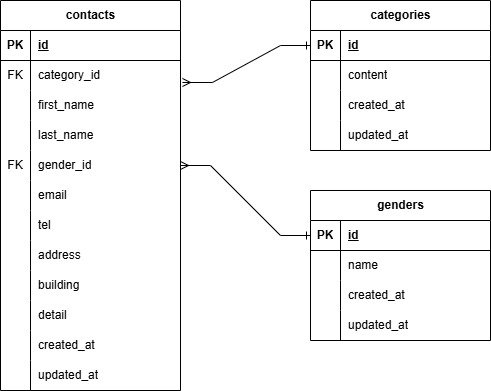 contacts
PK id
FK category_id
first_name
last_name
FK gender_id
email
tel
address
building
detail
created_at
updated_at
categories
PK id
content
created_at
updated_at
genders
PK id
name
created_at
updated_at